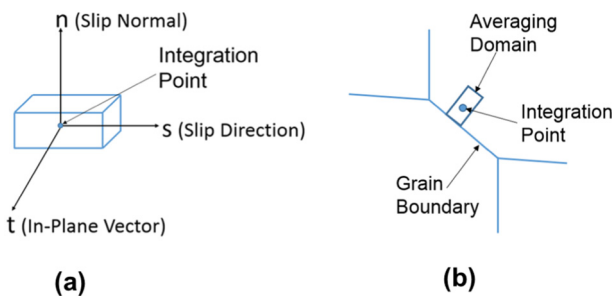 n (Slip Normal)
Integration
Point
s (Slip Direction)
t (In-Plane Vector)
(a)
Averaging
Domain
Integration
Point
Grain
Boundary
(b)